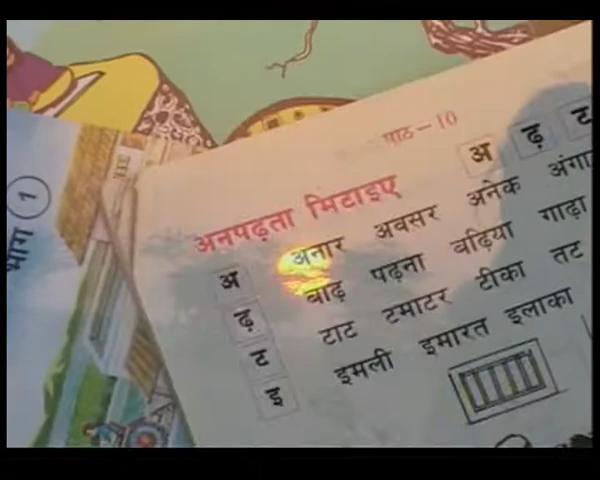 भाग 1
पाठ-10
अ ढ़ ट
अनपढ़ता मिटाइए
अ अनार अवसर अनेक
ढ़ बाढ़ पढ़ना बढ़िया गाढ़ा
ट टाट टमाटर टीका तट
इ इमली इमारत इलाका